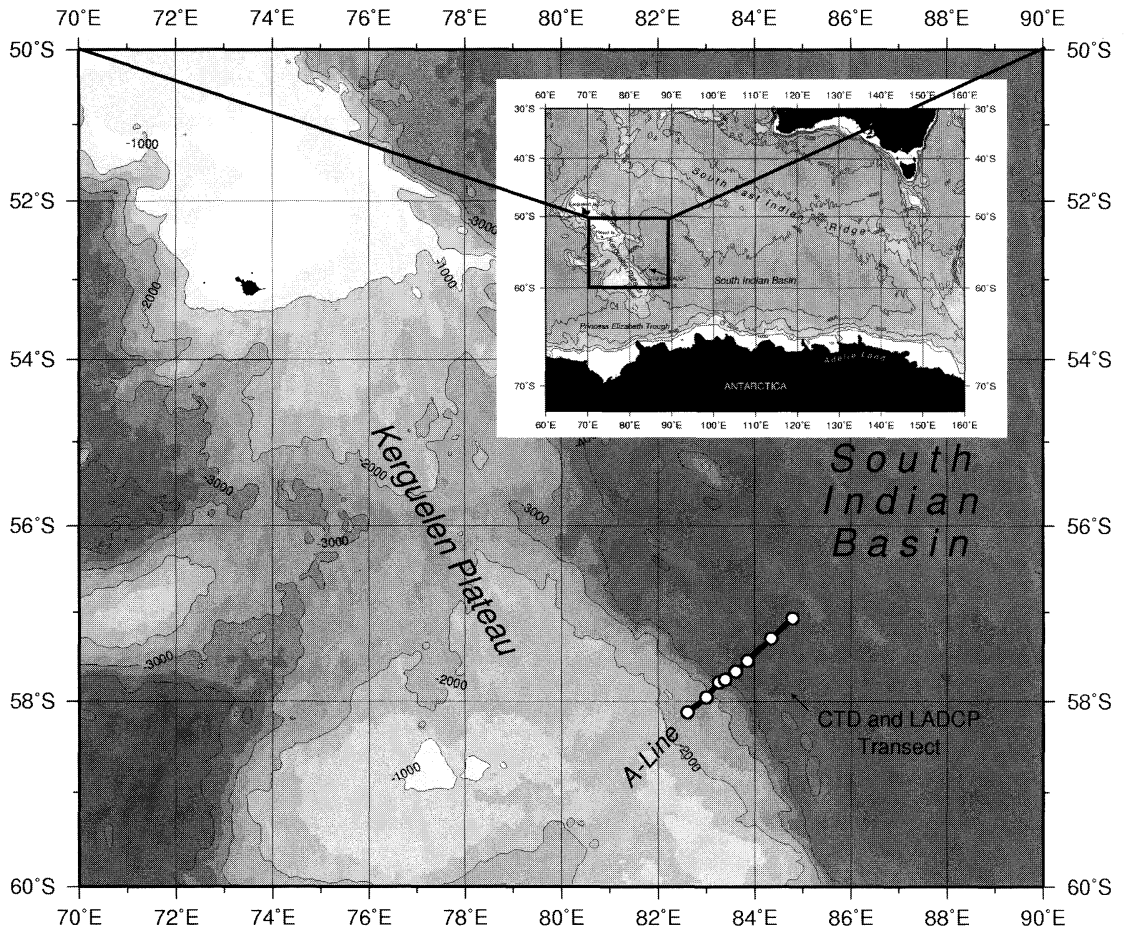 70˚E 72˚E 74˚E 76˚E 78˚E 80˚E 82˚E 84˚E 86˚E 88˚E 90˚E
50˚S 50˚S
60˚E 70˚E 80˚E 90˚E 100˚E 110˚E 120˚E 130˚E 140˚E 150˚E 160˚E
30˚S 30˚S
-1000
40˚S 40˚S
South East Indian Ridge
52˚S 52˚S
-3000
50˚S 50˚S
-1000
-2000
South Indian Basin
60˚S 60˚S
Princess Elizabeth Trough
54˚S 54˚S
Adelie Land
ANTARCTICA
70˚S 70˚S
60˚E 70˚E 80˚E 90˚E 100˚E 110˚E 120˚E 130˚E 140˚E 150˚E 160˚E
Kerguelen Plateau
South
Indian
Basin
-2000
-3000
-3000
56˚S 56˚S
-3000
-3000
-2000
58˚S 58˚S
CTD and LADCP
Transect
A-Line
-2000
-1000
60˚S 60˚S
70˚E 72˚E 74˚E 76˚E 78˚E 80˚E 82˚E 84˚E 86˚E 88˚E 90˚E